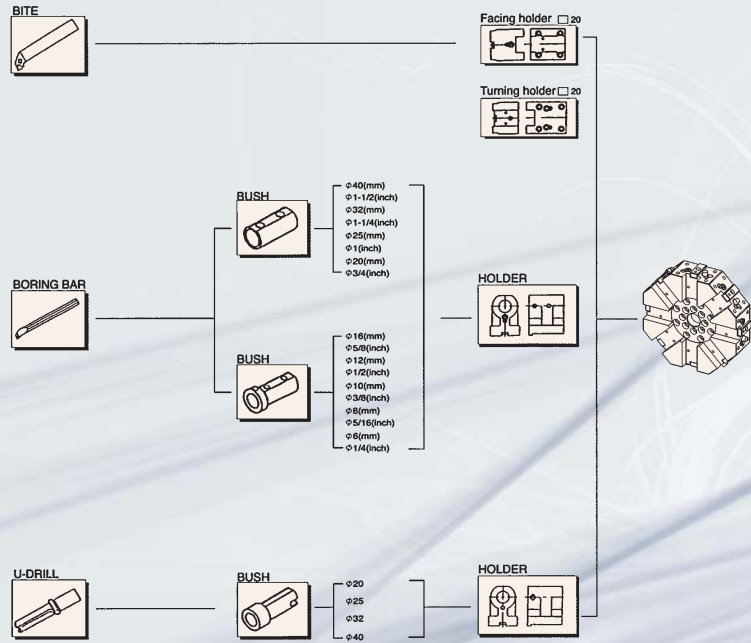 BITE
Facing holder □ 20
Turning holder □ 20
BUSH
φ40(mm)
φ1-1/2(inch)
φ32(mm)
φ1-1/4(inch)
φ25(mm)
φ1(inch)
φ20(mm)
φ3/4(inch)
BORING BAR
HOLDER
BUSH
φ16(mm)
φ5/8(inch)
φ12(mm)
φ1/2(inch)
φ10(mm)
φ3/8(inch)
φ8(mm)
φ5/16(inch)
φ6(mm)
φ1/4(inch)
U-DRILL
BUSH
φ20
φ25
φ32
φ40
HOLDER